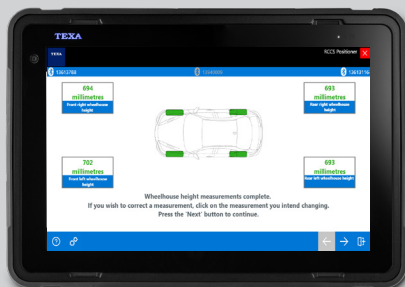 TEXA
TEXA
RCCS Positioner
13613768
13613116
694
millimetres
Front right wheelhouse
height
693
millimetres
Rear right wheelhouse
height
702
millimetres
Front left wheelhouse
height
693
millimetres
Rear left wheelhouse
height
Wheelhouse height measurements complete.
If you wish to correct a measurement, click on the measurement you intend changing.
Press the 'Next' button to continue.